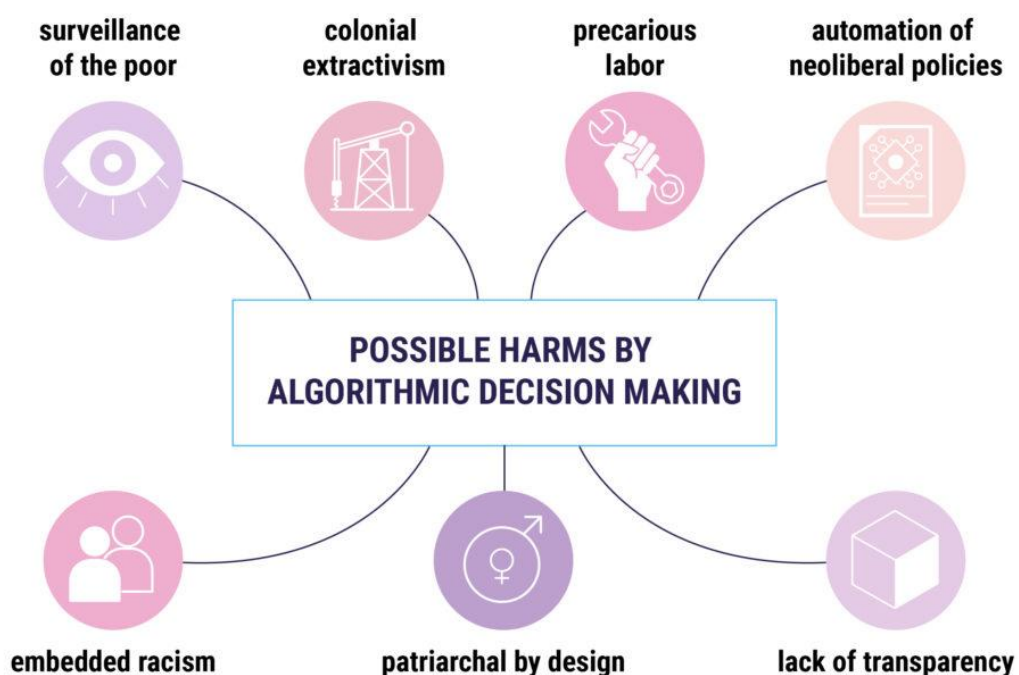 surveillance
of the poor
colonial
extractivism
precarious
labor
automation of
neoliberal policies
POSSIBLE HARMS BY
ALGORITHMIC DECISION MAKING
embedded racism
patriarchal by design
lack of transparency